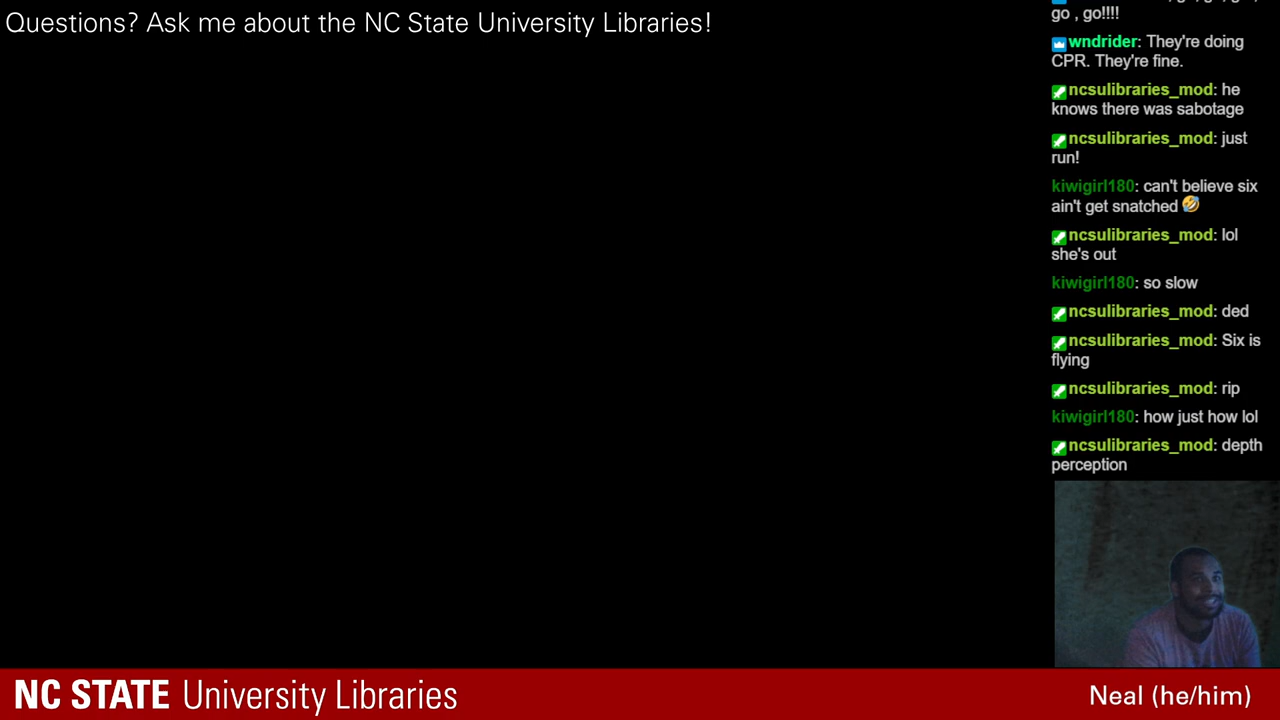 Questions? Ask me about the NC State University Libraries!
go , go!!!!
wndrider: They're doing
CPR. They're fine.
ncsulibraries_mod: he
knows there was sabotage
ncsulibraries_mod: just
run!
kiwigirl180: can't believe six
ain't get snatched 🤣
ncsulibraries_mod: lol
she's out
kiwigirl180: so slow
ncsulibraries_mod: ded
ncsulibraries_mod: Six is
flying
ncsulibraries_mod: rip
kiwigirl180: how just how lol
ncsulibraries_mod: depth
perception
NC STATE University Libraries
Neal (he/him)